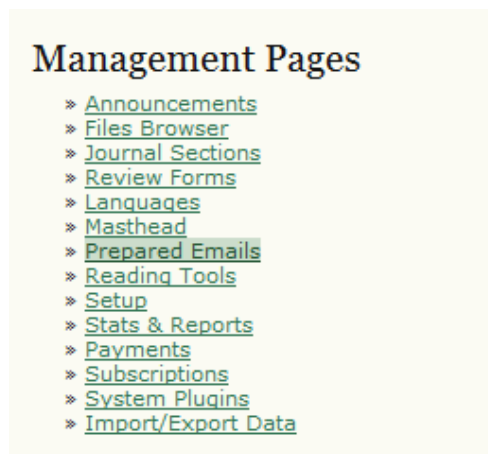 Management Pages
» Announcements
» Files Browser
» Journal Sections
» Review Forms
» Languages
» Masthead
» Prepared Emails
» Reading Tools
» Setup
» Stats & Reports
» Payments
» Subscriptions
» System Plugins
» Import/Export Data